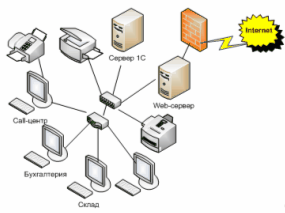 Internet
Сервер 1С
Web-сервер
Call-центр
Бухгалтерия
Склад